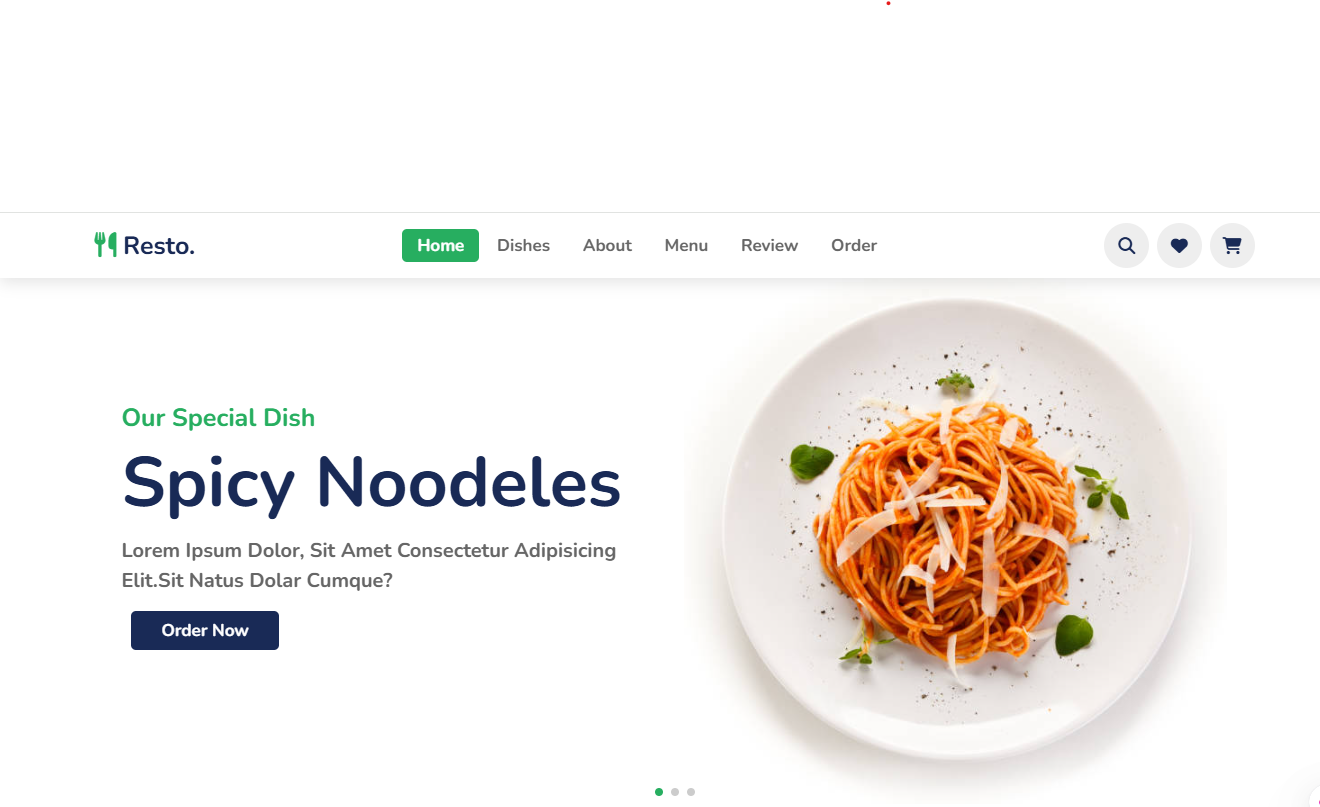 Resto.
Home Dishes About Menu Review Order
Our Special Dish
Spicy Noodeles
Lorem Ipsum Dolor, Sit Amet Consectetur Adipisicing
Elit.Sit Natus Dolar Cumque?
Order Now